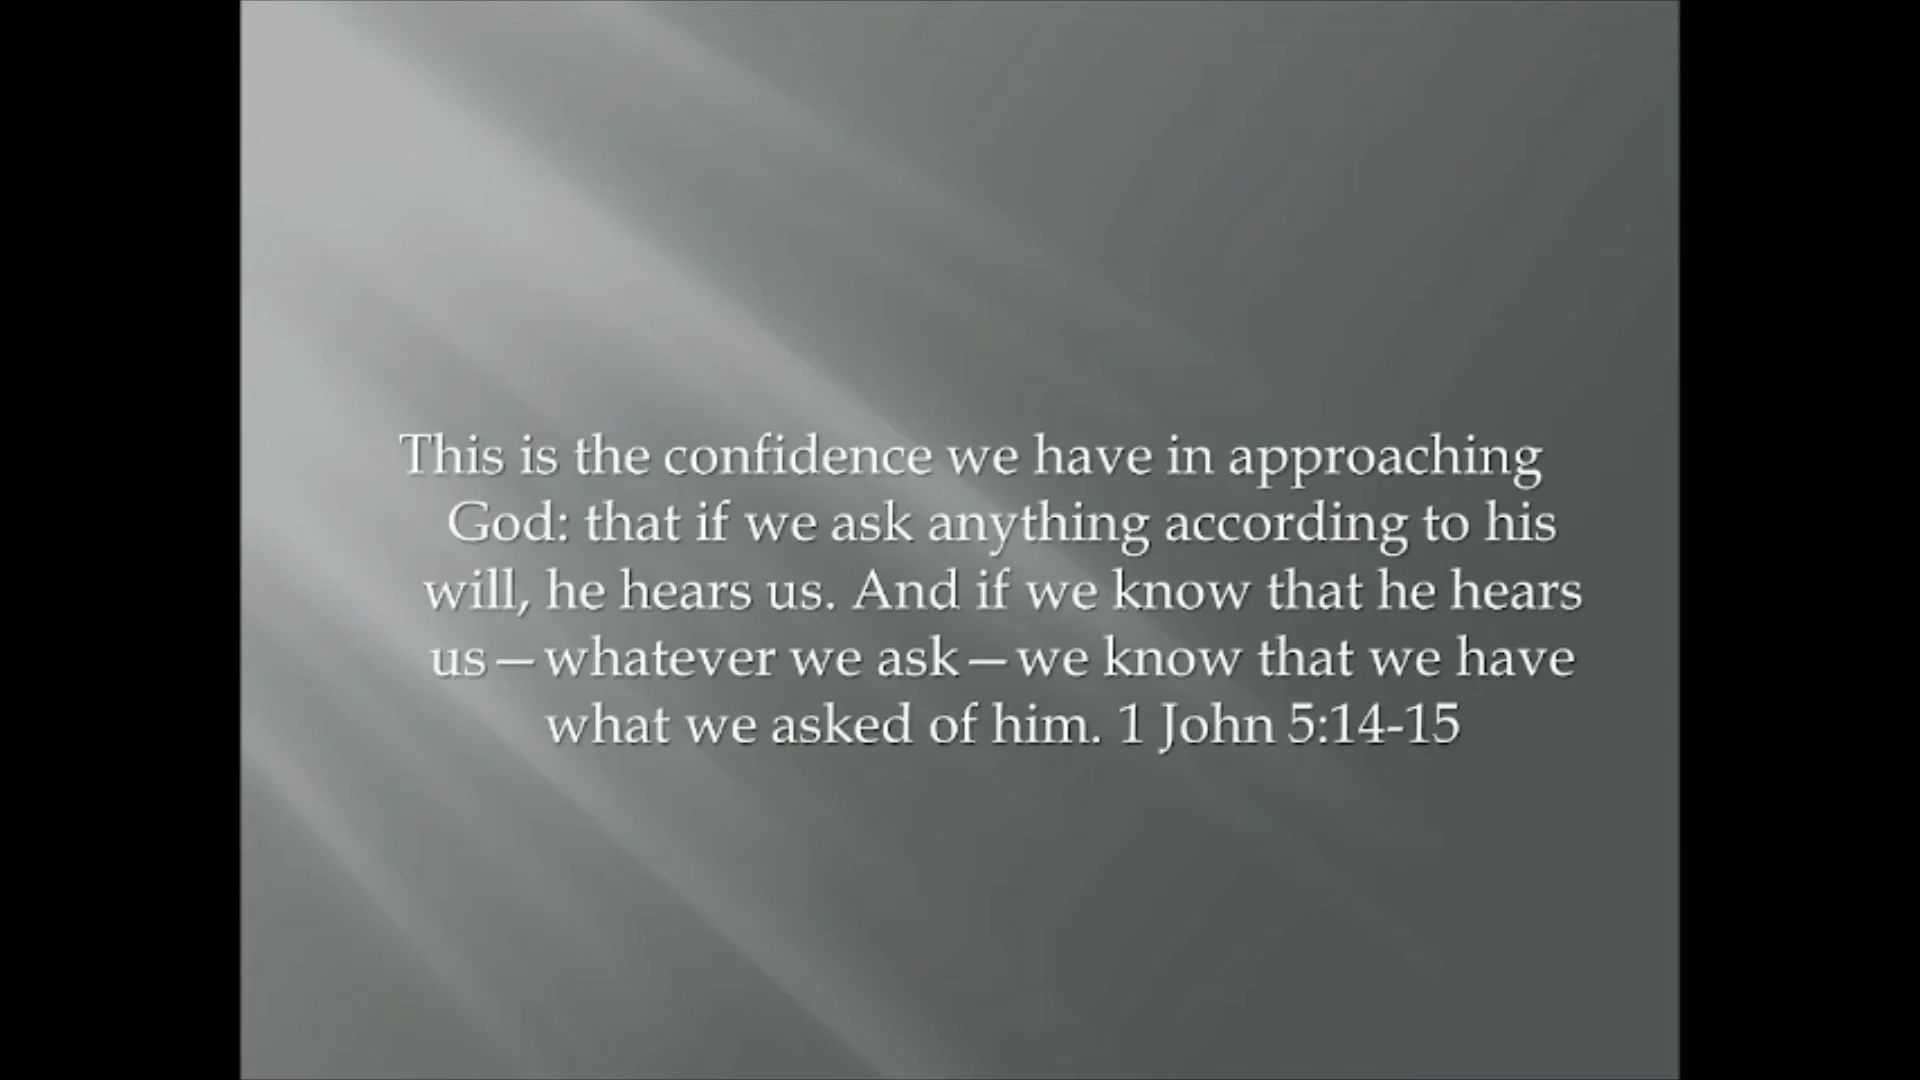 This is the confidence we have in approaching
God: that if we ask anything according to his
will, he hears us. And if we know that he hears
us—whatever we ask—we know that we have
what we asked of him. 1 John 5:14-15